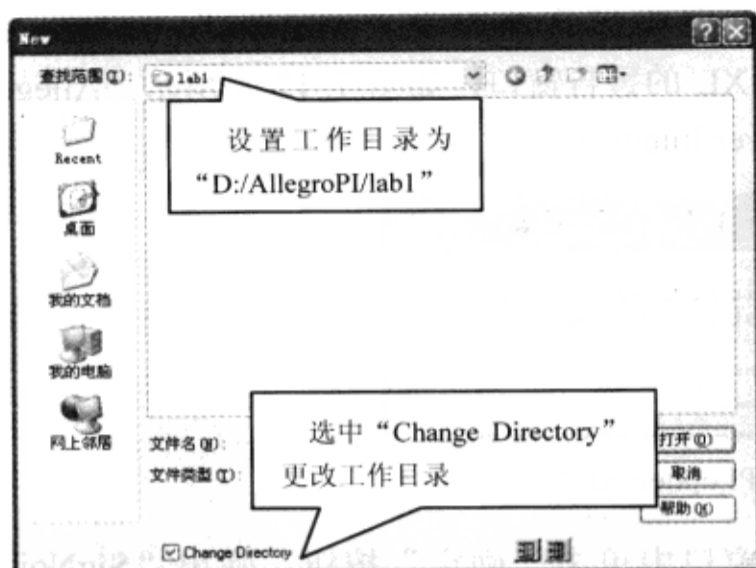 New
查找范围(I):
lab1
设置工作目录为
“D:/AllegroPI/lab1”
Recent
桌面
我的文档
我的电脑
网上邻居
选中“Change Directory”
更改工作目录
文件名(N):
文件类型(T):
打开(O)
取消
帮助(H)
Change Directory